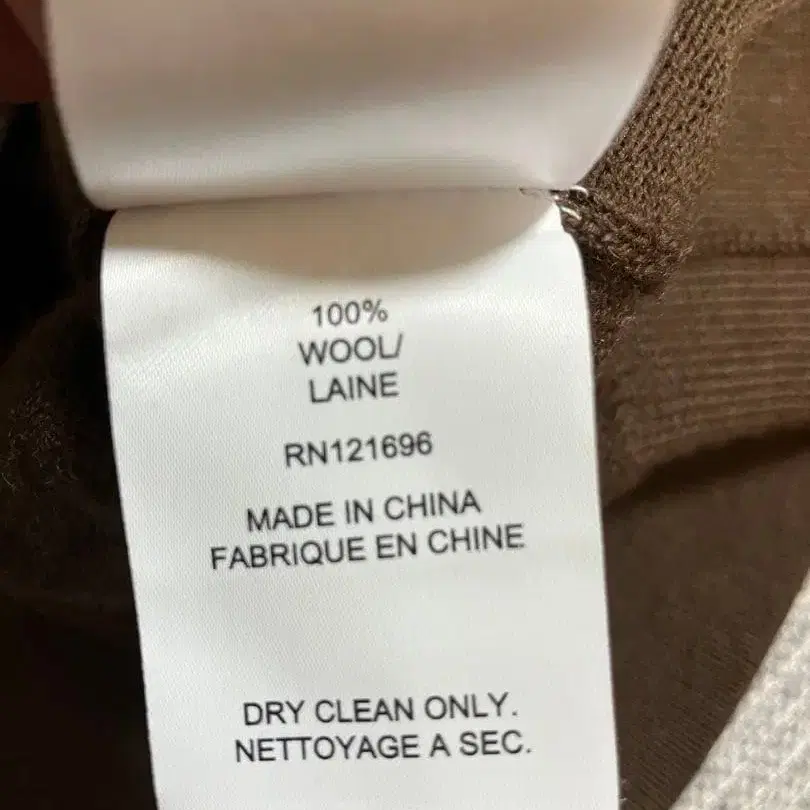 100%
WOOL/
LAINE
RN121696
MADE IN CHINA
FABRIQUE EN CHINE
DRY CLEAN ONLY.
NETTOYAGE A SEC.